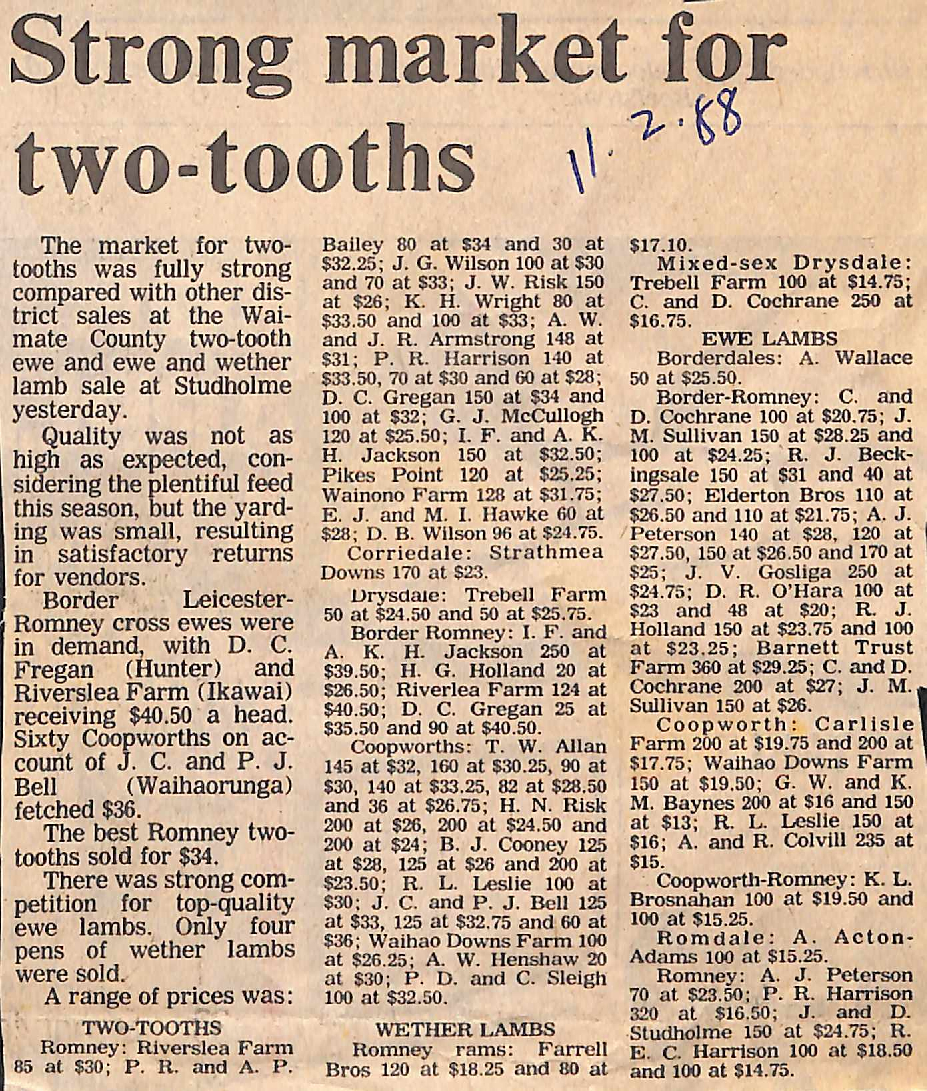 Strong market for
two-tooths
11.2.88
The market for two-
tooths was fully strong
compared with other dis-
trict sales at the Wai-
mate County two-tooth
ewe and ewe and wether
lamb sale at Studholme
yesterday.
Quality was not as
high as expected, con-
sidering the plentiful feed
this season, but the yard-
ing was small, resulting
in satisfactory returns
for vendors.
Border Leicester-
Romney cross ewes were
in demand, with D. C.
Fregan (Hunter) and
Riverslea Farm (Ikawai)
receiving $40.50 a head.
Sixty Coopworths on ac-
count of J. C. and P. J.
Bell (Waihaorunga)
fetched $36.
The best Romney two-
tooths sold for $34.
There was strong com-
petition for top-quality
ewe lambs. Only four
pens of wether lambs
were sold.
A range of prices was:
TWO-TOOTHS
Romney: Riverslea Farm
85 at $30; P. R. and A. P.
Bailey 80 at $34 and 30 at
$32.25; J. G. Wilson 100 at $30
and 70 at $33; J. W. Risk 150
at $26; K. H. Wright 80 at
$33.50 and 100 at $33; A. W.
and J. R. Armstrong 148 at
$31; P. R. Harrison 140 at
$33.50, 70 at $30 and 60 at $28;
D. C. Gregan 150 at $34 and
100 at $32; G. J. McCullogh
120 at $25.50; I. F. and A. K.
H. Jackson 150 at $32.50;
Pikes Point 120 at $25.25;
Wainono Farm 128 at $31.75;
E. J. and M. I. Hawke 60 at
$28; D. B. Wilson 96 at $24.75.
Corriedale: Strathmea
Downs 170 at $23.
Drysdale: Trebell Farm
50 at $24.50 and 50 at $25.75.
Border Romney: I. F. and
A. K. H. Jackson 250 at
$39.50; H. G. Holland 20 at
$26.50; Riverlea Farm 124 at
$40.50; D. C. Gregan 25 at
$35.50 and 90 at $40.50.
Coopworths: T. W. Allan
145 at $32, 160 at $30.25, 90 at
$30, 140 at $33.25, 82 at $28.50
and 36 at $26.75; H. N. Risk
200 at $26, 200 at $24.50 and
200 at $24; B. J. Cooney 125
at $28, 125 at $26 and 200 at
$23.50; R. L. Leslie 100 at
$30; J. C. and P. J. Bell 125
at $33, 125 at $32.75 and 60 at
$36; Waihao Downs Farm 100
at $26.25; A. W. Henshaw 20
at $30; P. D. and C. Sleigh
100 at $32.50.
WETHER LAMBS
Romney rams: Farrell
Bros 120 at $18.25 and 80 at
$17.10.
Mixed-sex Drysdale:
Trebell Farm 100 at $14.75;
C. and D. Cochrane 250 at
$16.75.
EWE LAMBS
Borderdales: A. Wallace
50 at $25.50.
Border-Romney: C. and
D. Cochrane 100 at $20.75; J.
M. Sullivan 150 at $28.25 and
100 at $24.25; R. J. Beck-
ingsale 150 at $31 and 40 at
$27.50; Elderton Bros 110 at
$26.50 and 110 at $21.75; A. J.
Peterson 140 at $28, 120 at
$27.50, 150 at $26.50 and 170 at
$25; J. V. Gosliga 250 at
$24.75; D. R. O'Hara 100 at
$23 and 48 at $20; R. J.
Holland 150 at $23.75 and 100
at $23.25; Barnett Trust
Farm 360 at $29.25; C. and D.
Cochrane 200 at $27; J. M.
Sullivan 150 at $26.
Coopworth: Carlisle
Farm 200 at $19.75 and 200 at
$17.75; Waihao Downs Farm
150 at $19.50; G. W. and K.
M. Baynes 200 at $16 and 150
at $13; R. L. Leslie 150 at
$16; A. and R. Colvill 235 at
$15.
Coopworth-Romney: K. L.
Brosnahan 100 at $19.50 and
100 at $15.25.
Romdale: A. Acton-
Adams 100 at $15.25.
Romney: A. J. Peterson
70 at $23.50; P. R. Harrison
320 at $16.50; J. and D.
Studholme 150 at $24.75; R.
E. C. Harrison 100 at $18.50
and 100 at $14.75.